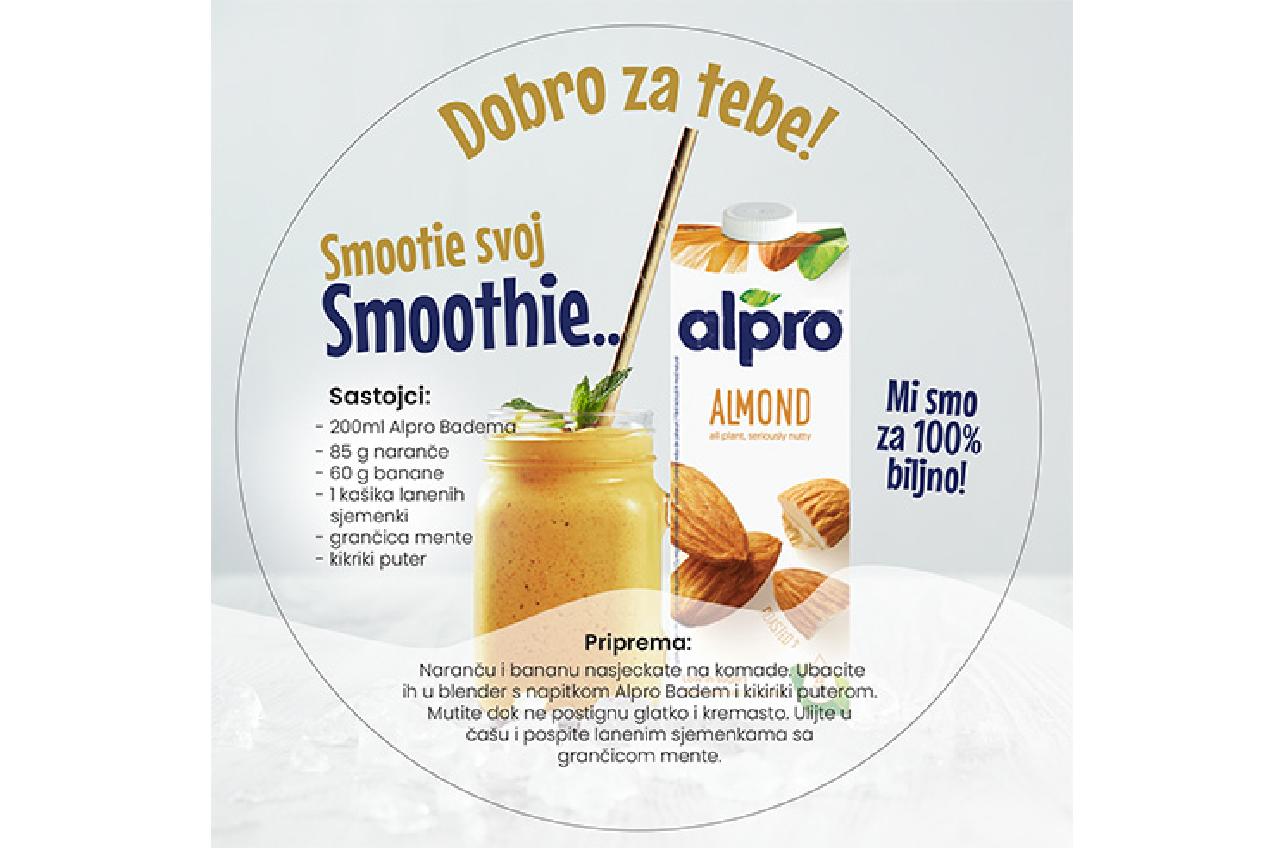 Dobro za tebe!
Smootie svoj
Smoothie..
Sastojci:
- 200ml Alpro Badema
- 85 g naranče
- 60 g banane
- 1 kašika lanenih
sjemenki
- grančica mente
- kikriki puter
alpro
ALMOND
all plant, seriously nutty
Mi smo
za 100%
biljno!
ROASTED
Priprema:
Naranču i bananu nasjeckate na komade. Ubacite
ih u blender s napitkom Alpro Badem i kikiriki puterom.
Mutite dok ne postignu glatko i kremasto. Ulijte u
čašu i pospite lanenim sjemenkama sa
grančicom mente.